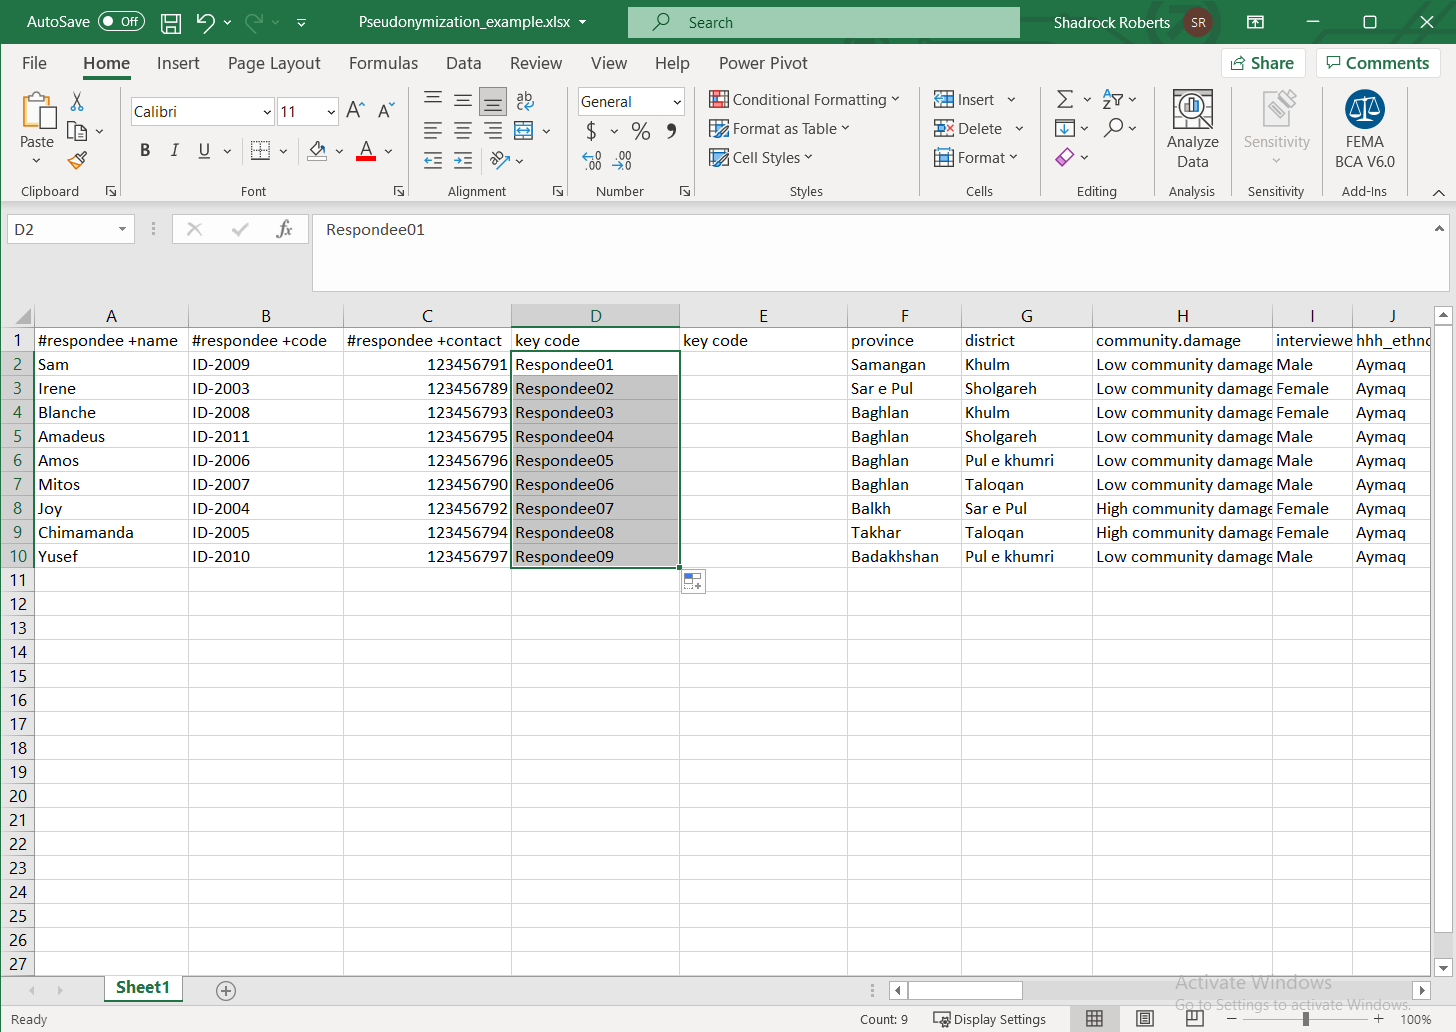 AutoSave Off Pseudonymization_example.xlsx Search Shadrock Roberts SR
File Home Insert Page Layout Formulas Data Review View Help Power Pivot Share Comments
Paste
Clipboard
Calibri 11
B I U A
Font
ab
Alignment
General
$ % 9
.00 .00
Number
Conditional Formatting
Format as Table
Cell Styles
Styles
Insert
Delete
Format
Cells
Editing
Analyze
Data
Analysis
Sensitivity
Sensitivity
FEMA
BCA V6.0
Add-Ins
D2 fx Respondee01
A B C D E F G H I J
1 #respondee +name #respondee +code #respondee +contact key code key code province district community.damage interviewe hhh_ethno
2 Sam ID-2009 123456791 Respondee01 Samangan Khulm Low community damage Male Aymaq
3 Irene ID-2003 123456789 Respondee02 Sar e Pul Sholgareh Low community damage Female Aymaq
4 Blanche ID-2008 123456793 Respondee03 Baghlan Khulm Low community damage Female Aymaq
5 Amadeus ID-2011 123456795 Respondee04 Baghlan Sholgareh Low community damage Male Aymaq
6 Amos ID-2006 123456796 Respondee05 Baghlan Pul e khumri Low community damage Male Aymaq
7 Mitos ID-2007 123456790 Respondee06 Baghlan Taloqan Low community damage Male Aymaq
8 Joy ID-2004 123456792 Respondee07 Balkh Sar e Pul High community damage Female Aymaq
9 Chimamanda ID-2005 123456794 Respondee08 Takhar Taloqan High community damage Female Aymaq
10 Yusef ID-2010 123456797 Respondee09 Badakhshan Pul e khumri Low community damage Male Aymaq
11
12
13
14
15
16
17
18
19
20
21
22
23
24
25
26
27
Sheet1
Activate Windows
Go to Settings to activate Windows.
Ready Count: 9 Display Settings 100%